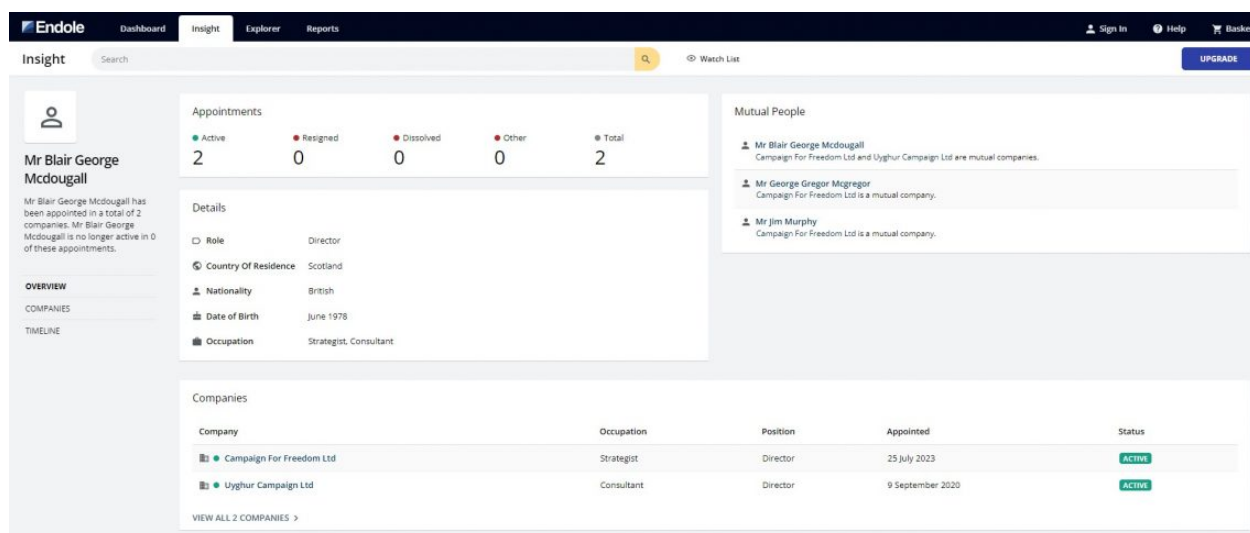 Endole Dashboard Insight Explorer Reports Sign In Help Baske
Insight Search Watch List UPGRADE
Mr Blair George
Mcdougall
Mr Blair George Mcdougall has
been appointed in a total of 2
companies. Mr Blair George
Mcdougall is no longer active in 0
of these appointments.
OVERVIEW
COMPANIES
TIMELINE
Appointments
Active Resigned Dissolved Other Total
2 0 0 0 2
Details
Role Director
Country Of Residence Scotland
Nationality British
Date of Birth June 1978
Occupation Strategist, Consultant
Mutual People
Mr Blair George Mcdougall
Campaign For Freedom Ltd and Uyghur Campaign Ltd are mutual companies.
Mr George Gregor Mcgregor
Campaign For Freedom Ltd is a mutual company.
Mr Jim Murphy
Campaign For Freedom Ltd is a mutual company.
Companies
Company Occupation Position Appointed Status
Campaign For Freedom Ltd Strategist Director 25 July 2023 ACTIVE
Uyghur Campaign Ltd Consultant Director 9 September 2020 ACTIVE
VIEW ALL 2 COMPANIES >